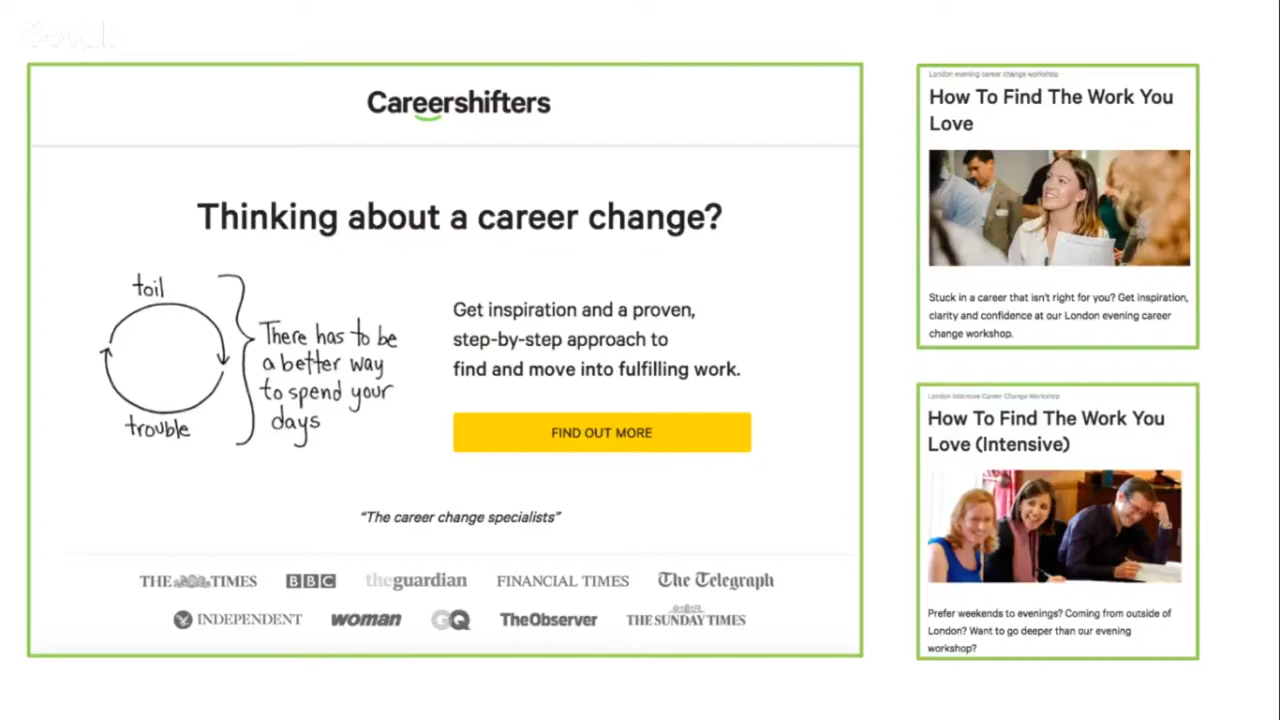 Careershifters
Thinking about a career change?
toil
trouble
There has to be
a better way
to spend your
days
Get inspiration and a proven,
step-by-step approach to
find and move into fulfilling work.
FIND OUT MORE
“The career change specialists”
THE TIMES
BBC
theguardian
FINANCIAL TIMES
The Telegraph
INDEPENDENT
woman
GQ
TheObserver
THE SUNDAY TIMES
London evening career change workshop
How To Find The Work You
Love
Stuck in a career that isn't right for you? Get inspiration,
clarity and confidence at our London evening career
change workshop.
London Intensive Career Change Workshop
How To Find The Work You
Love (Intensive)
Prefer weekends to evenings? Coming from outside of
London? Want to go deeper than our evening
workshop?